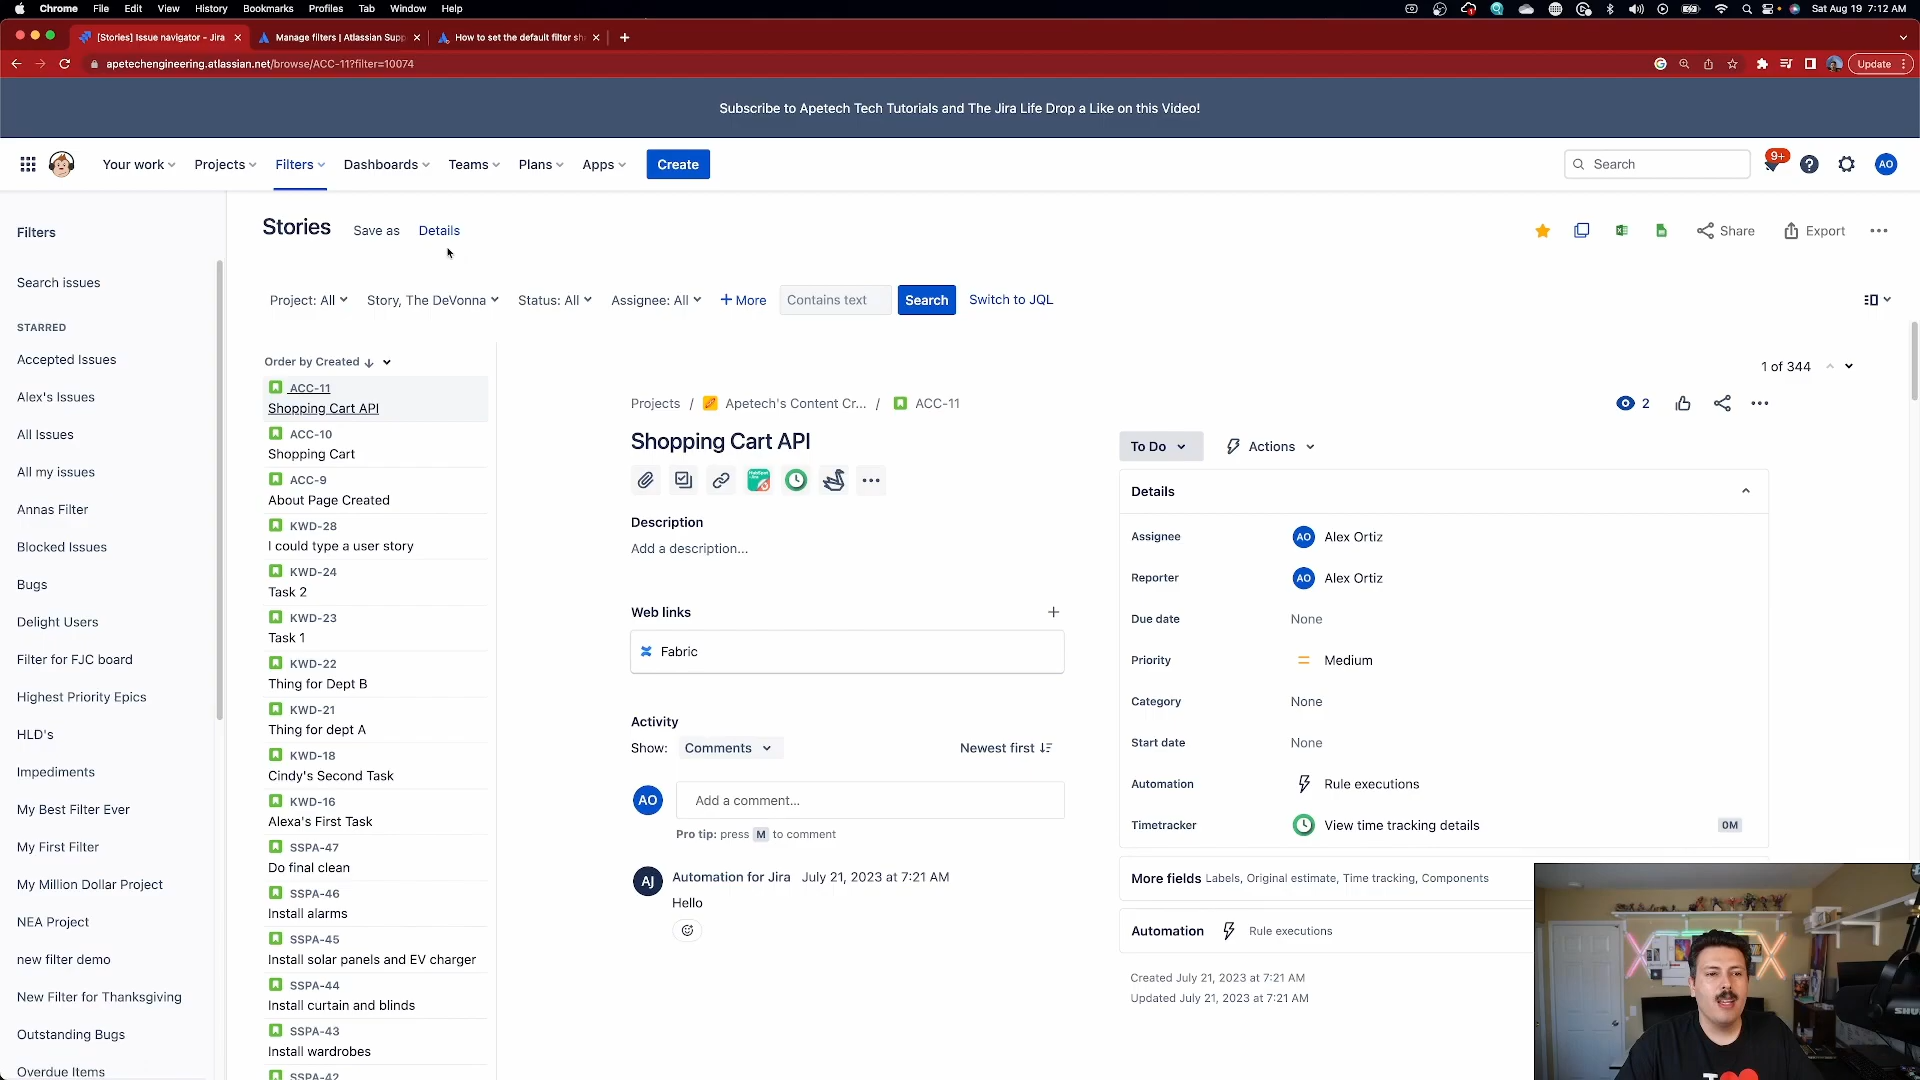 Chrome File Edit View History Bookmarks Profiles Tab Window Help
Sat Aug 19 7:12 AM
[Stories] Issue navigator - Jira
Manage filters | Atlassian Supp
How to set the default filter sh
apetechengineering.atlassian.net/browse/ACC-11?filter=10074
Update
Subscribe to Apetech Tech Tutorials and The Jira Life Drop a Like on this Video!
Your work Projects Filters Dashboards Teams Plans Apps Create
Search
9+
AO
Filters
Search issues
STARRED
Accepted Issues
Alex's Issues
All Issues
All my issues
Annas Filter
Blocked Issues
Bugs
Delight Users
Filter for FJC board
Highest Priority Epics
HLD's
Impediments
My Best Filter Ever
My First Filter
My Million Dollar Project
NEA Project
new filter demo
New Filter for Thanksgiving
Outstanding Bugs
Overdue Items
Stories Save as Details
Share Export
Project: All Story, The DeVonna Status: All Assignee: All + More Contains text Search Switch to JQL
Order by Created
ACC-11
Shopping Cart API
ACC-10
Shopping Cart
ACC-9
About Page Created
KWD-28
I could type a user story
KWD-24
Task 2
KWD-23
Task 1
KWD-22
Thing for Dept B
KWD-21
Thing for dept A
KWD-18
Cindy's Second Task
KWD-16
Alexa's First Task
SSPA-47
Do final clean
SSPA-46
Install alarms
SSPA-45
Install solar panels and EV charger
SSPA-44
Install curtain and blinds
SSPA-43
Install wardrobes
SSPA-42
1 of 344
Projects / Apetech's Content Cr... / ACC-11
2
Shopping Cart API
Description
Add a description...
Web links
Fabric
Activity
Show: Comments Newest first
AO Add a comment...
Pro tip: press M to comment
AJ Automation for Jira July 21, 2023 at 7:21 AM
Hello
To Do Actions
Details
Assignee AO Alex Ortiz
Reporter AO Alex Ortiz
Due date None
Priority Medium
Category None
Start date None
Automation Rule executions
Timetracker View time tracking details 0M
More fields Labels, Original estimate, Time tracking, Components
Automation Rule executions
Created July 21, 2023 at 7:21 AM
Updated July 21, 2023 at 7:21 AM